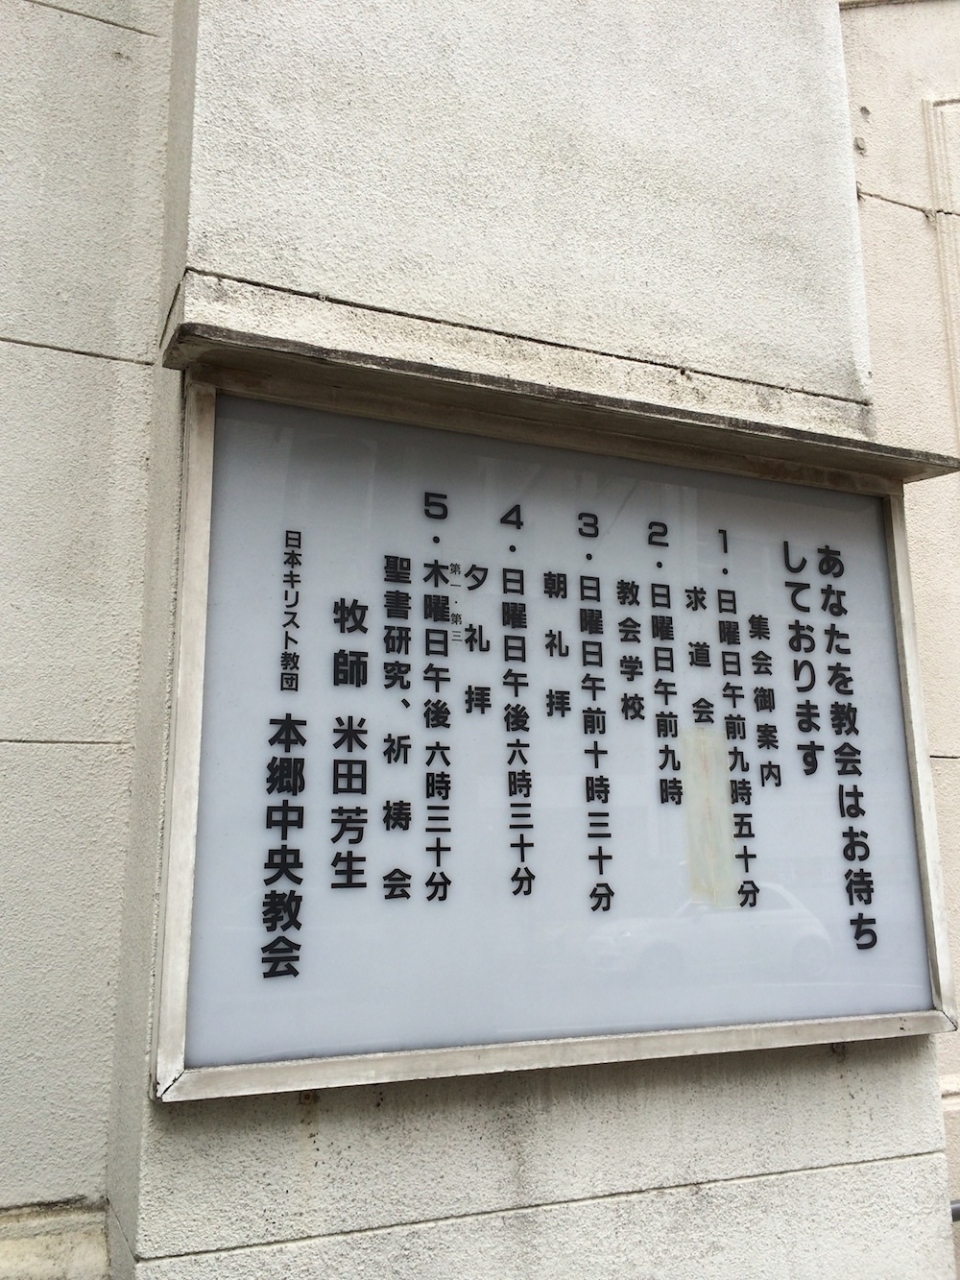 あなたを教会はお待ち
しております
集会御案内
1・日曜日午前九時五十分
求道会
2・日曜日午前九時
教会学校
3・日曜日午前十時三十分
朝礼拝
4・日曜日午後六時三十分
夕礼拝
第一・第三
5・木曜日午後六時三十分
聖書研究、祈祷会
牧師 米田芳生
日本キリスト教団 本郷中央教会